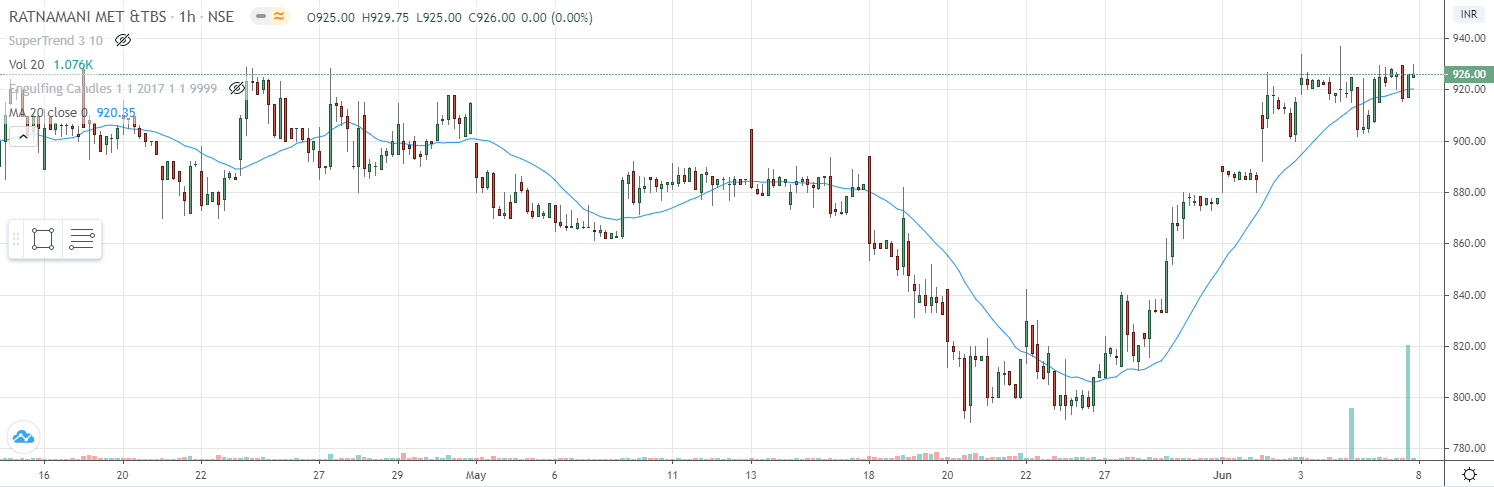 RATNAMANI MET &TBS · 1h · NSE O925.00 H929.75 L925.00 C926.00 0.00 (0.00%)
INR
SuperTrend 3 10
940.00
Vol 20 1.076K
926.00
Engulfing Candles 1 1 2017 1 1 9999
920.00
MA 20 close 0 920.35
900.00
880.00
860.00
840.00
820.00
800.00
780.00
16 20 22 27 29 May 6 11 13 18 20 22 27 Jun 3 8